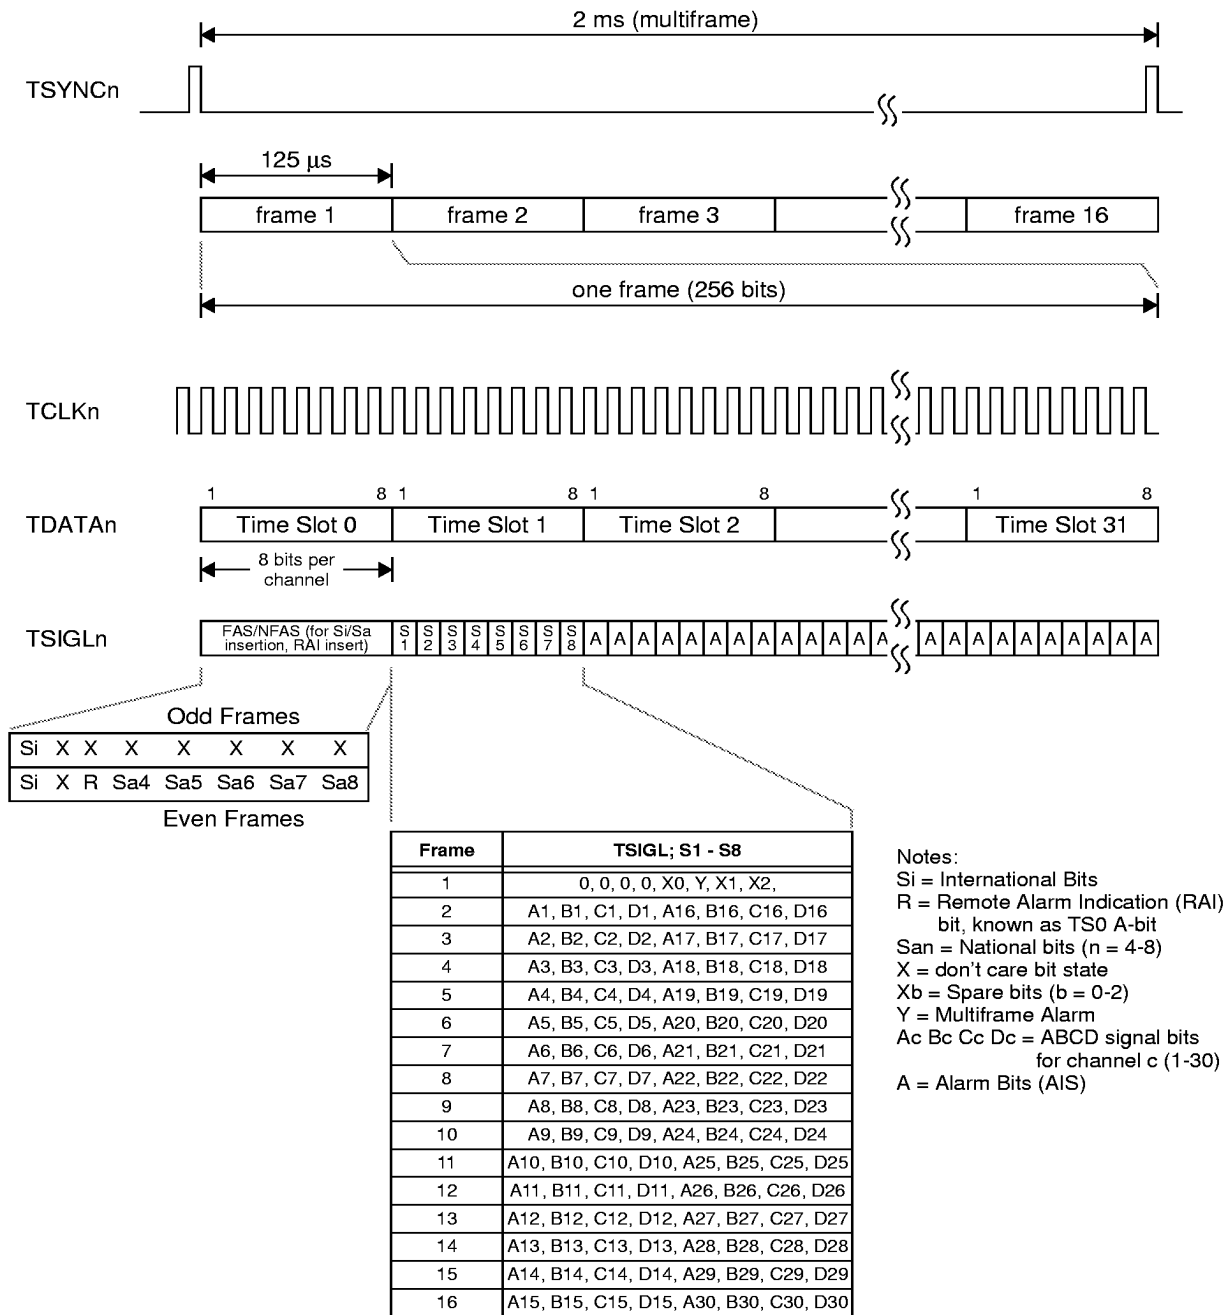 2 ms (multiframe)
TSYNCn
125 μs
frame 1 frame 2 frame 3 frame 16
one frame (256 bits)
TCLKn
1 8 1 8 1 8 1 8
TDATAn Time Slot 0 Time Slot 1 Time Slot 2 Time Slot 31
8 bits per
channel
TSIGLn
FAS/NFAS (for Si/Sa
insertion, RAI insert)
S1 S2 S3 S4 S5 S6 S7 S8 A A A A A A A A A A A A A A A A A A A A A A A
Odd Frames
Si X X X X X X X
Si X R Sa4 Sa5 Sa6 Sa7 Sa8
Even Frames
Frame TSIGL; S1 - S8
1 0, 0, 0, 0, X0, Y, X1, X2,
2 A1, B1, C1, D1, A16, B16, C16, D16
3 A2, B2, C2, D2, A17, B17, C17, D17
4 A3, B3, C3, D3, A18, B18, C18, D18
5 A4, B4, C4, D4, A19, B19, C19, D19
6 A5, B5, C5, D5, A20, B20, C20, D20
7 A6, B6, C6, D6, A21, B21, C21, D21
8 A7, B7, C7, D7, A22, B22, C22, D22
9 A8, B8, C8, D8, A23, B23, C23, D23
10 A9, B9, C9, D9, A24, B24, C24, D24
11 A10, B10, C10, D10, A25, B25, C25, D25
12 A11, B11, C11, D11, A26, B26, C26, D26
13 A12, B12, C12, D12, A27, B27, C27, D27
14 A13, B13, C13, D13, A28, B28, C28, D28
15 A14, B14, C14, D14, A29, B29, C29, D29
16 A15, B15, C15, D15, A30, B30, C30, D30
Notes:
Si = International Bits
R = Remote Alarm Indication (RAI)
bit, known as TS0 A-bit
San = National bits (n = 4-8)
X = don't care bit state
Xb = Spare bits (b = 0-2)
Y = Multiframe Alarm
Ac Bc Cc Dc = ABCD signal bits
for channel c (1-30)
A = Alarm Bits (AIS)